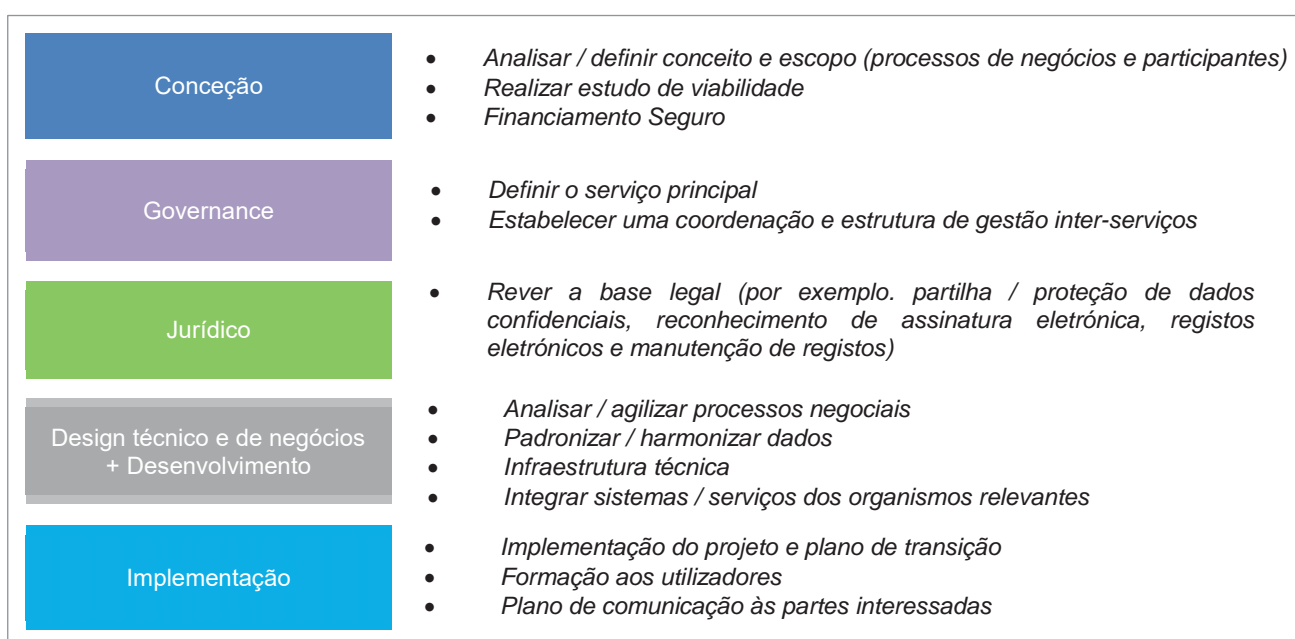 Conceção
• Analisar / definir conceito e escopo (processos de negócios e participantes)
• Realizar estudo de viabilidade
• Financiamento Seguro
Governance
• Definir o serviço principal
• Estabelecer uma coordenação e estrutura de gestão inter-serviços
Jurídico
• Rever a base legal (por exemplo. partilha / proteção de dados
confidenciais, reconhecimento de assinatura eletrónica, registos
eletrónicos e manutenção de registos)
Design técnico e de negócios
+ Desenvolvimento
• Analisar / agilizar processos negociais
• Padronizar / harmonizar dados
• Infraestrutura técnica
• Integrar sistemas / serviços dos organismos relevantes
Implementação
• Implementação do projeto e plano de transição
• Formação aos utilizadores
• Plano de comunicação às partes interessadas